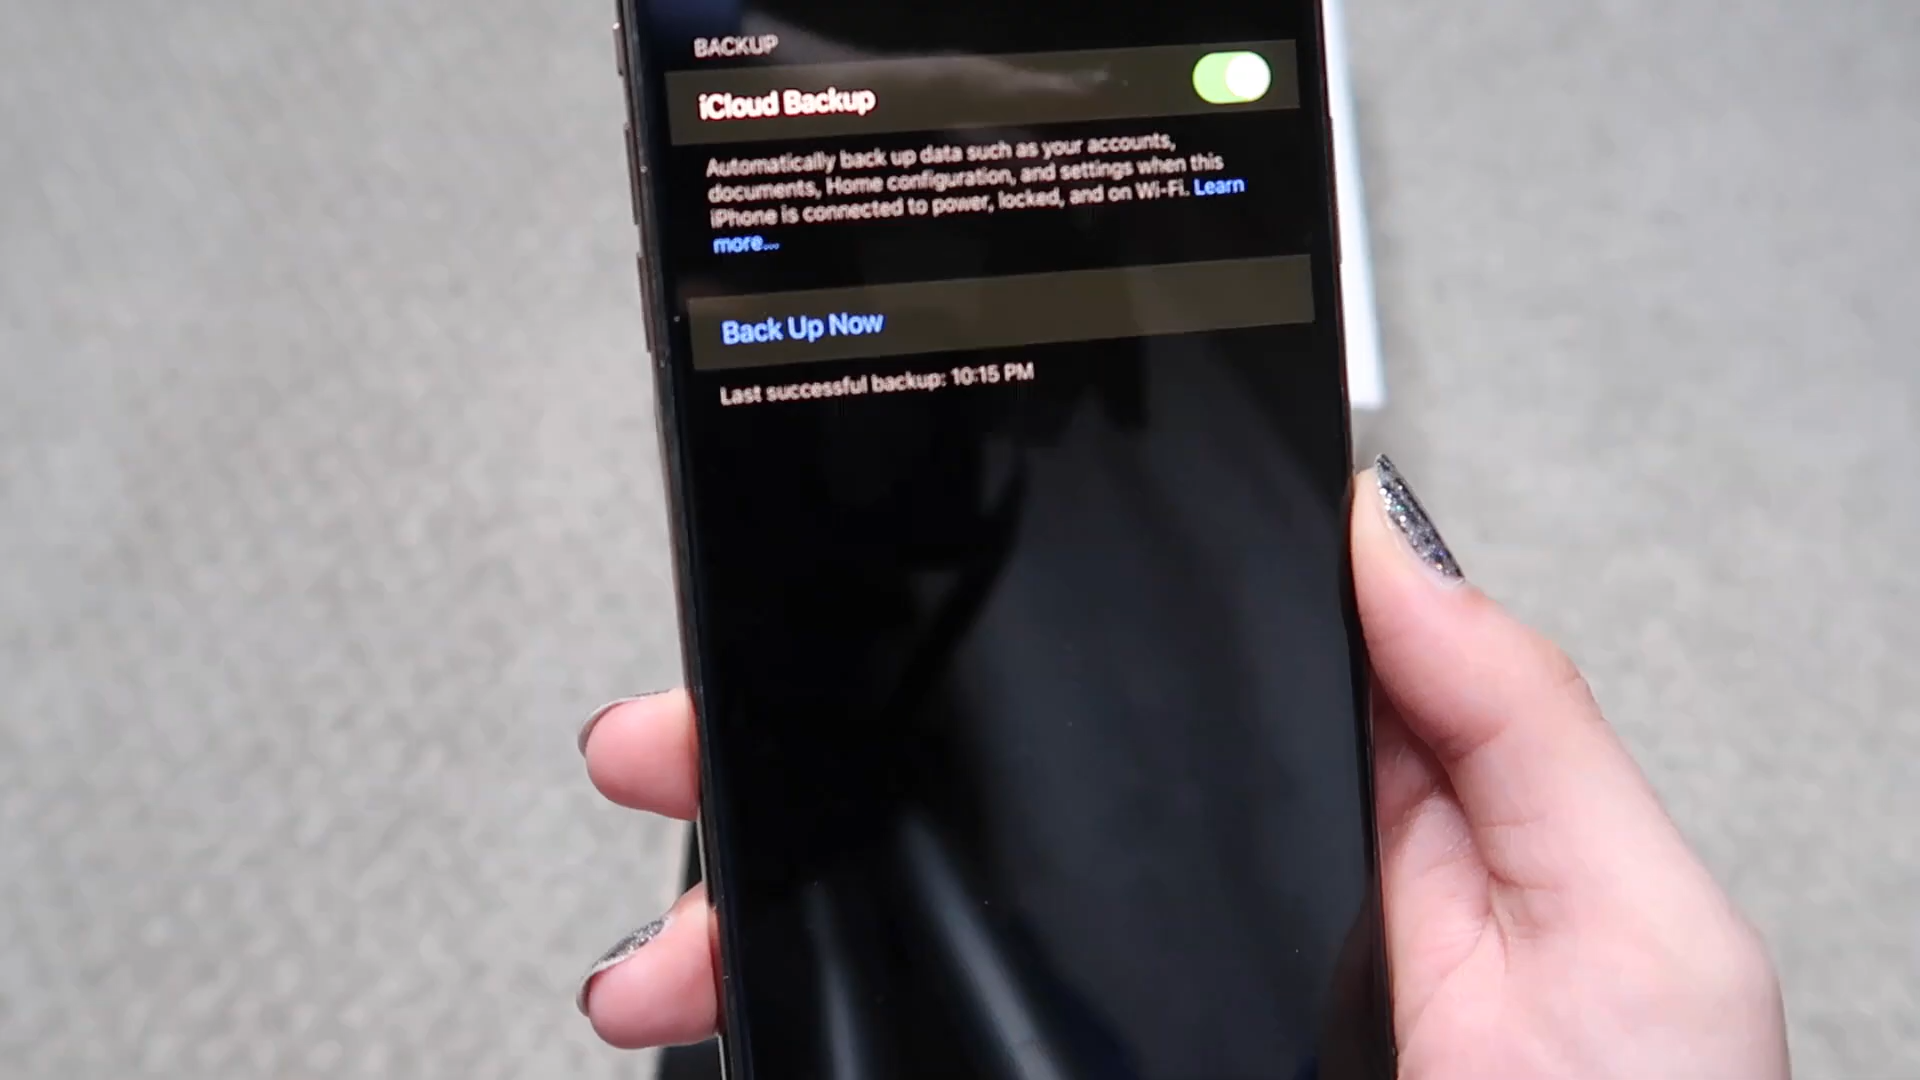 BACKUP
iCloud Backup
Automatically back up data such as your accounts,
documents, Home configuration, and settings when this
iPhone is connected to power, locked, and on Wi-Fi. Learn
more...
Back Up Now
Last successful backup: 10:15 PM